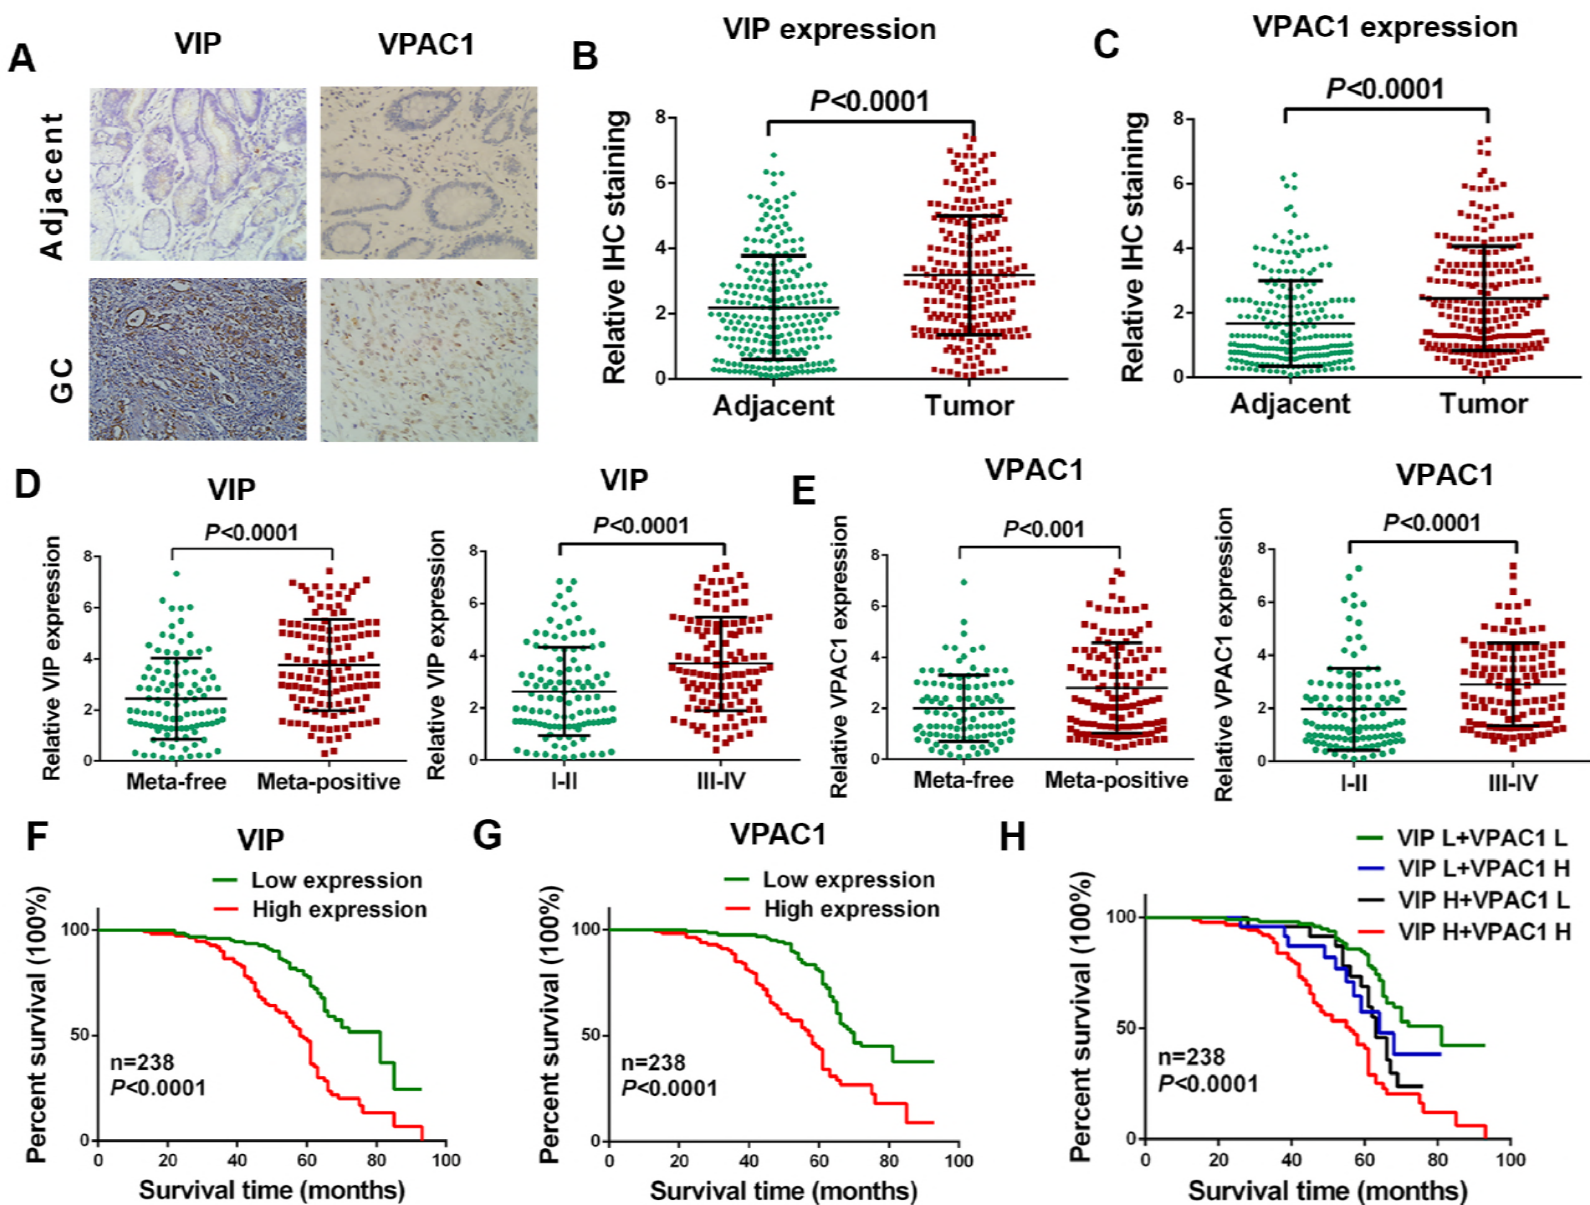 A
VIP
VPAC1
Adjacent
GC
B
VIP expression
P<0.0001
Relative IHC staining
8
6
4
2
0
Adjacent
Tumor
C
VPAC1 expression
P<0.0001
Relative IHC staining
8
6
4
2
0
Adjacent
Tumor
D
VIP
P<0.0001
Relative VIP expression
8
6
4
2
0
Meta-free
Meta-positive
VIP
P<0.0001
Relative VIP expression
8
6
4
2
0
I-II
III-IV
E
VPAC1
P<0.001
Relative VPAC1 expression
8
6
4
2
0
Meta-free
Meta-positive
VPAC1
P<0.0001
Relative VPAC1 expression
8
6
4
2
0
I-II
III-IV
F
VIP
Low expression
High expression
Percent survival (100%)
100
50
0
n=238
P<0.0001
0 20 40 60 80 100
Survival time (months)
G
VPAC1
Low expression
High expression
Percent survival (100%)
100
50
0
n=238
P<0.0001
0 20 40 60 80 100
Survival time (months)
H
VIP L+VPAC1 L
VIP L+VPAC1 H
VIP H+VPAC1 L
VIP H+VPAC1 H
Percent survival (100%)
100
50
0
n=238
P<0.0001
0 20 40 60 80 100
Survival time (months)